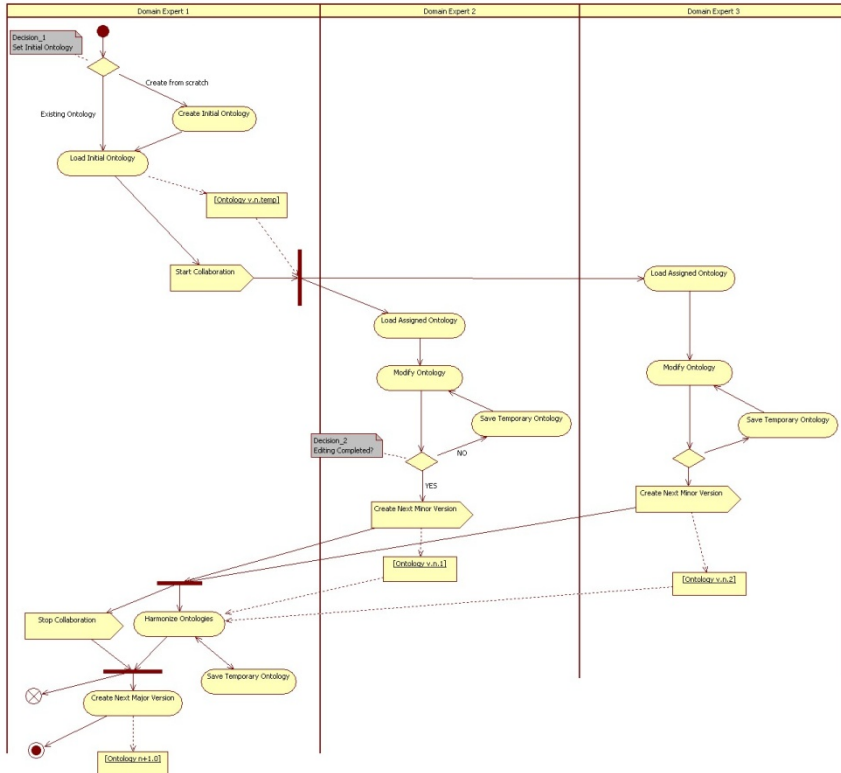 Domain Expert 1
Domain Expert 2
Domain Expert 3
Decision_1
Set Initial Ontology
Create from scratch
Existing Ontology
Create Initial Ontology
Load Initial Ontology
[Ontology v.n.temp]
Start Collaboration
Load Assigned Ontology
Load Assigned Ontology
Modify Ontology
Modify Ontology
Save Temporary Ontology
Save Temporary Ontology
Decision_2
Editing Completed?
NO
YES
Create Next Minor Version
Create Next Minor Version
[Ontology v.n.1]
[Ontology v.n.2]
Stop Collaboration
Harmonize Ontologies
Save Temporary Ontology
Create Next Major Version
[Ontology n+1.0]